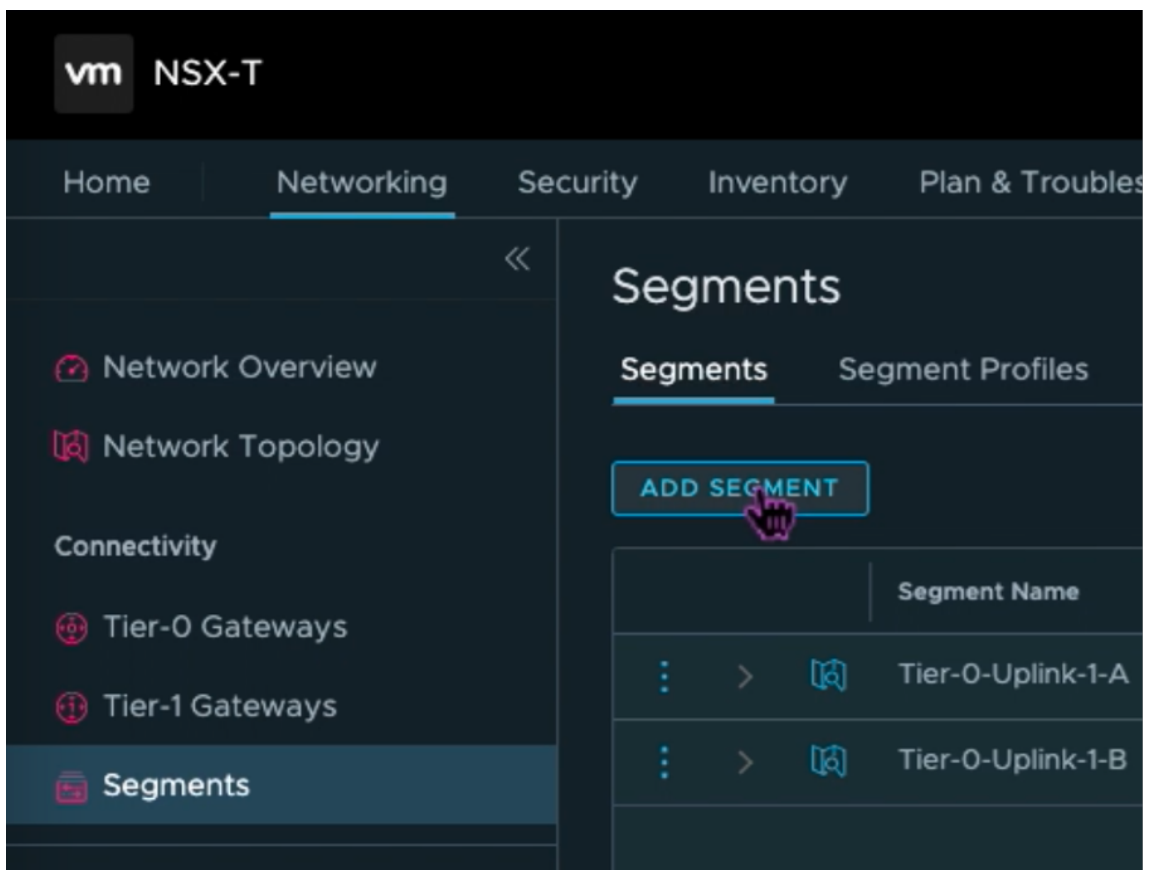 vm NSX-T
Home Networking Security Inventory Plan & Troubles
Segments
Segments Segment Profiles
ADD SEGMENT
Segment Name
Tier-0-Uplink-1-A
Tier-0-Uplink-1-B
Network Overview
Network Topology
Connectivity
Tier-0 Gateways
Tier-1 Gateways
Segments